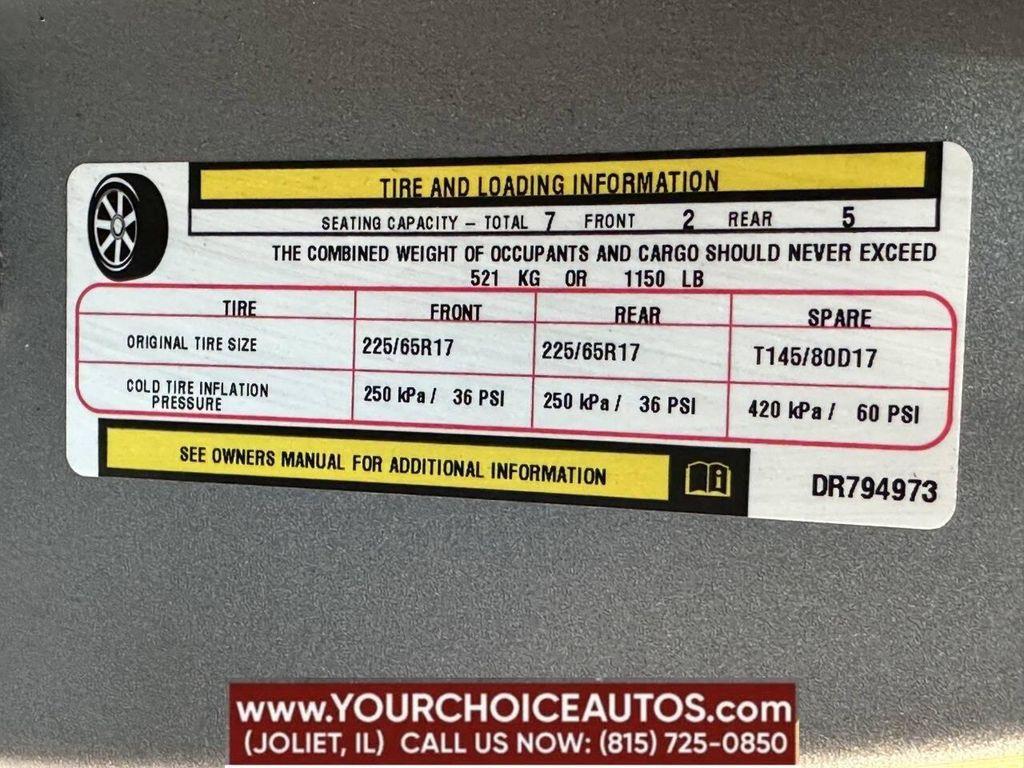 TIRE AND LOADING INFORMATION
SEATING CAPACITY – TOTAL 7 FRONT 2 REAR 5
THE COMBINED WEIGHT OF OCCUPANTS AND CARGO SHOULD NEVER EXCEED
521 KG OR 1150 LB
TIRE FRONT REAR SPARE
ORIGINAL TIRE SIZE 225/65R17 225/65R17 T145/80D17
COLD TIRE INFLATION
PRESSURE 250 kPa / 36 PSI 250 kPa / 36 PSI 420 kPa / 60 PSI
SEE OWNERS MANUAL FOR ADDITIONAL INFORMATION
DR794973
www.YOURCHOICEAUTOS.com
(JOLIET, IL) CALL US NOW: (815) 725-0850